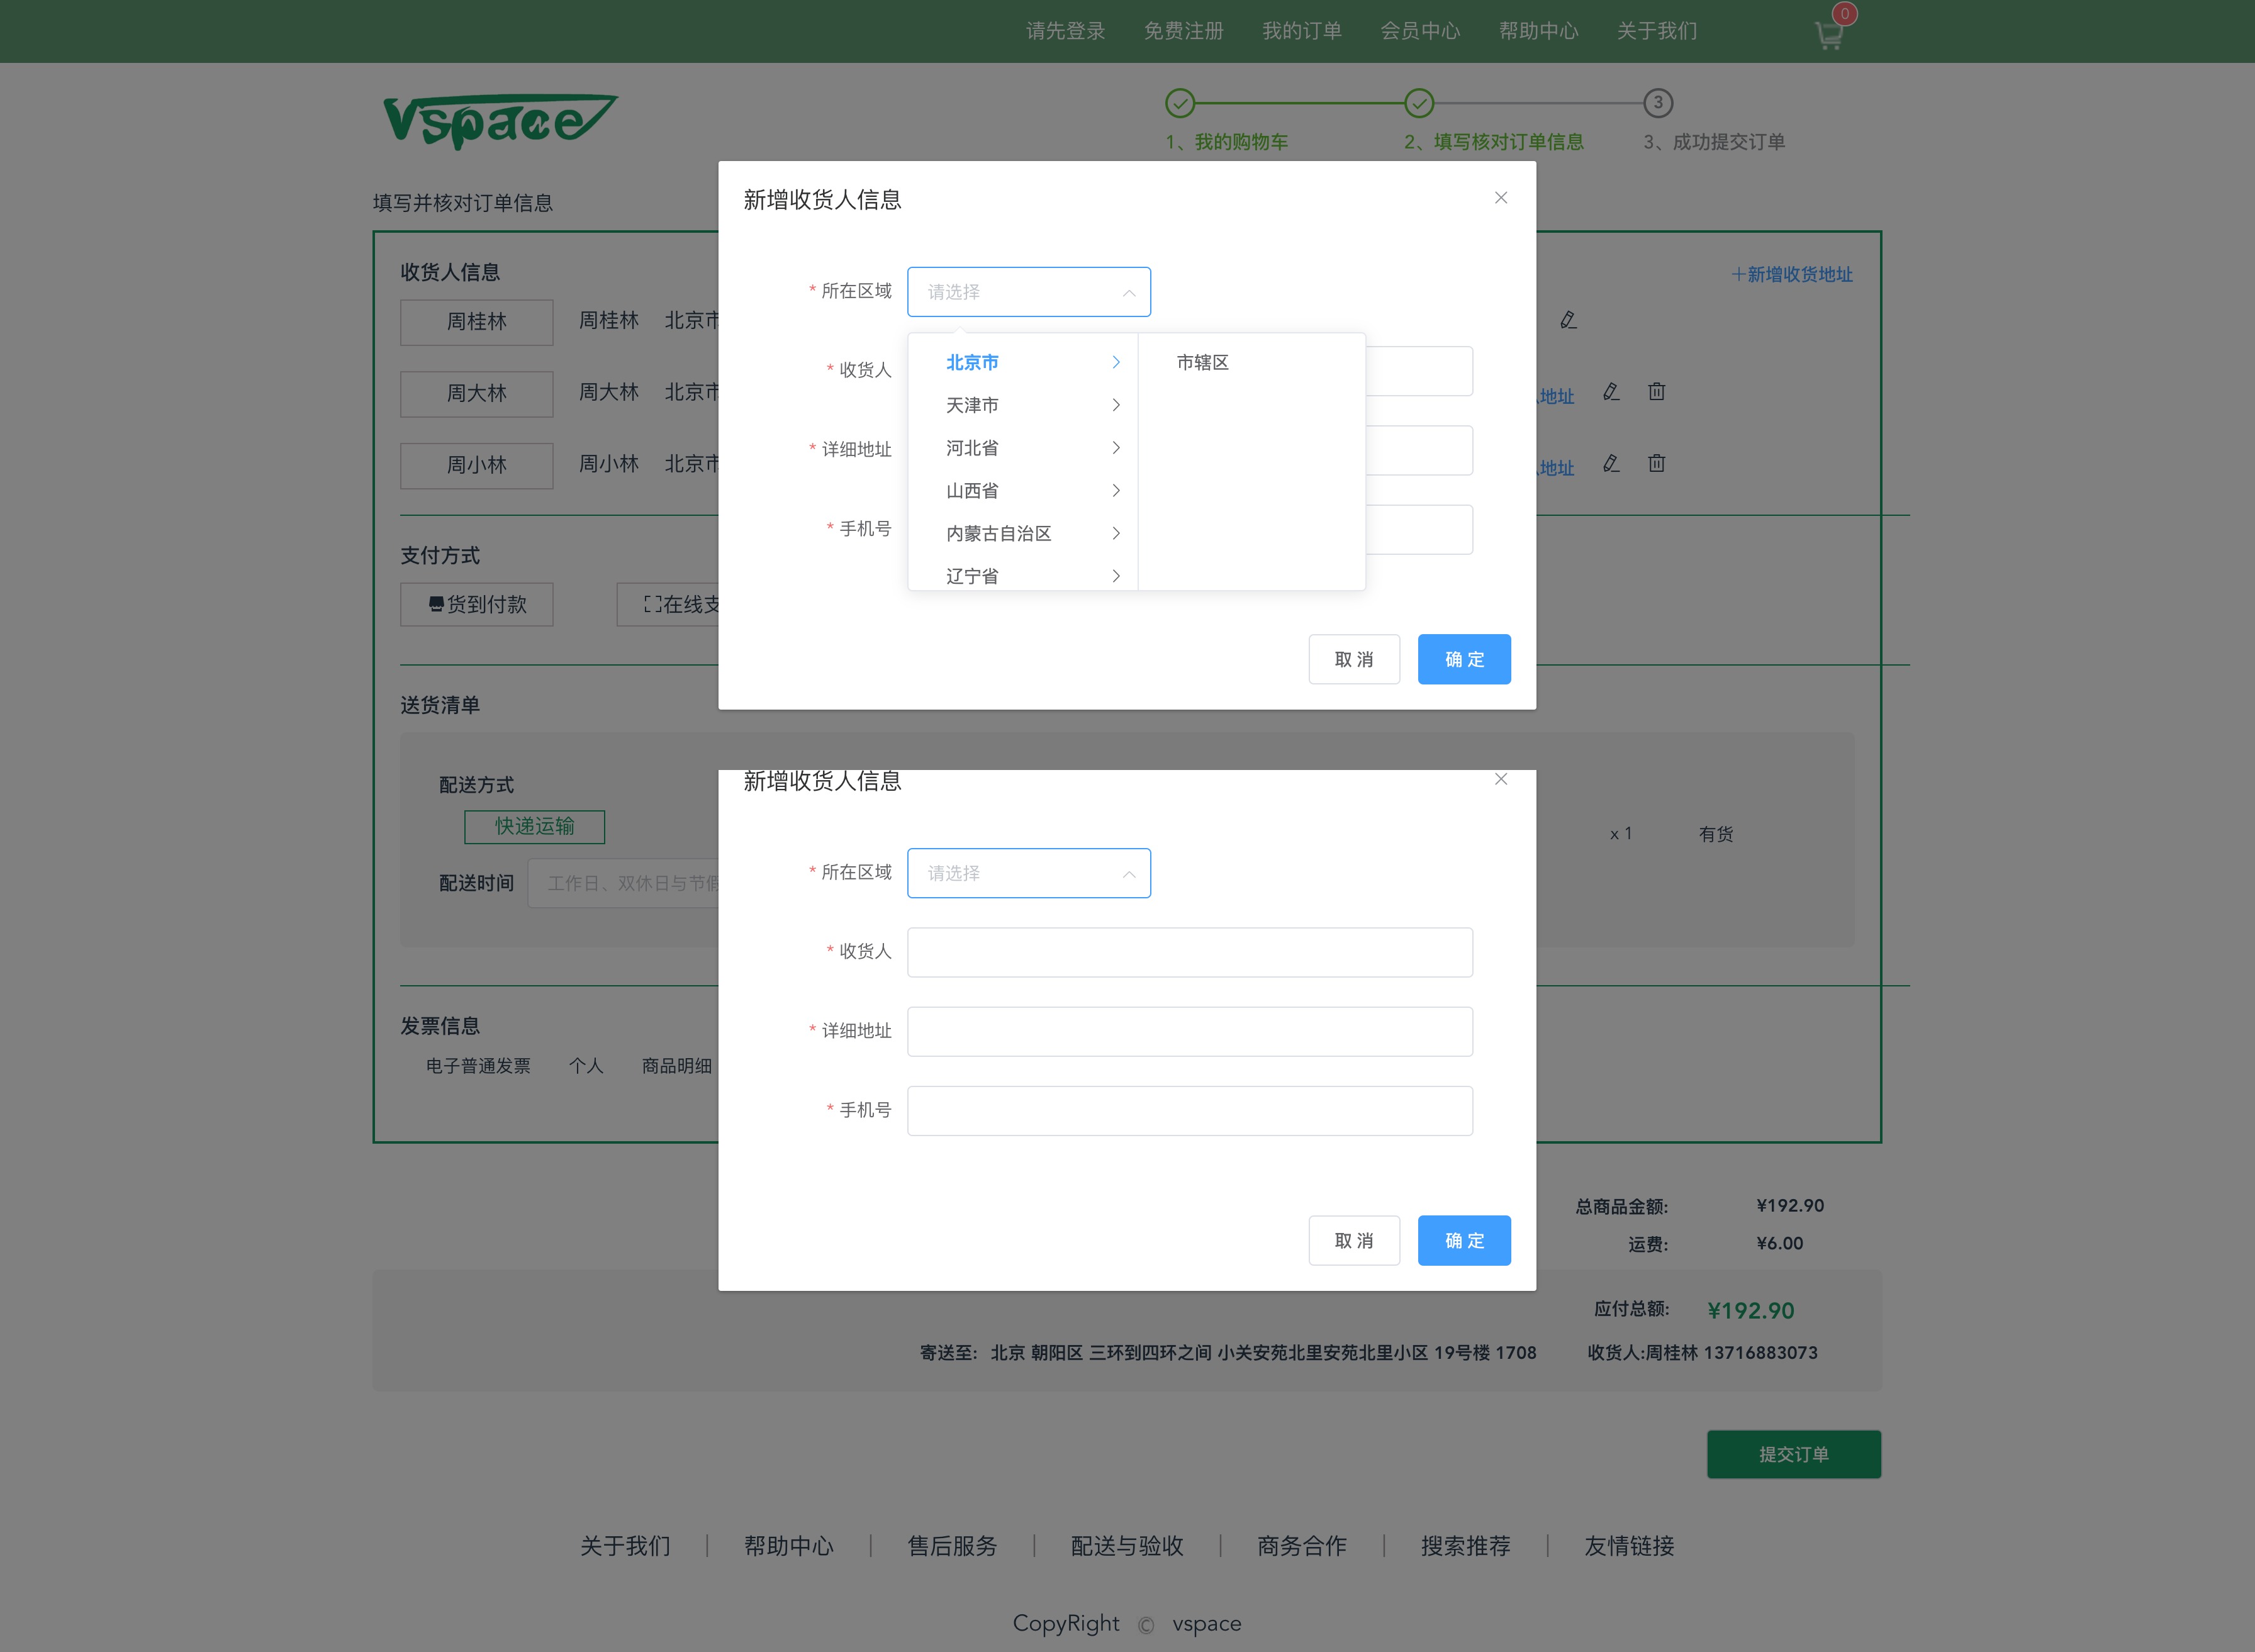 请先登录 免费注册 我的订单 会员中心 帮助中心 关于我们 0
Vspace
3
1、我的购物车 2、填写核对订单信息 3、成功提交订单
填写并核对订单信息
收货人信息
+新增收货地址
周桂林 周桂林 北京市
周大林 周大林 北京市 地址
周小林 周小林 北京市 地址
支付方式
货到付款 在线支
送货清单
配送方式
快递运输
x 1 有货
配送时间 工作日、双休日与节假
发票信息
电子普通发票 个人 商品明细
新增收货人信息
* 所在区域 请选择
* 收货人
* 详细地址
* 手机号
北京市 市辖区
天津市
河北省
山西省
内蒙古自治区
辽宁省
取消 确定
新增收货人信息
* 所在区域 请选择
* 收货人
* 详细地址
* 手机号
取消 确定
总商品金额: ¥192.90
运费: ¥6.00
应付总额: ¥192.90
寄送至: 北京 朝阳区 三环到四环之间 小关安苑北里安苑北里小区 19号楼 1708 收货人:周桂林 13716883073
提交订单
关于我们 | 帮助中心 | 售后服务 | 配送与验收 | 商务合作 | 搜索推荐 | 友情链接
CopyRight © vspace